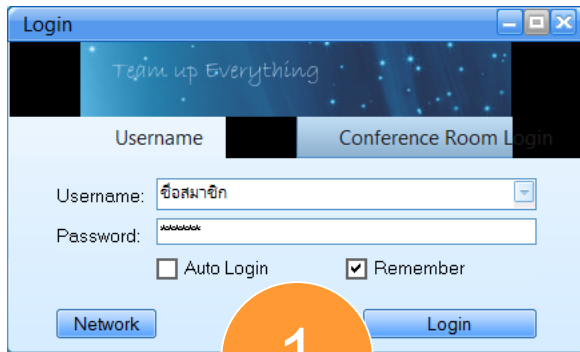 Login
Team up Everything
Username Conference Room Login
Username: ชื่อสมาชิก
Password: *******
Auto Login Remember
Network 1 Login